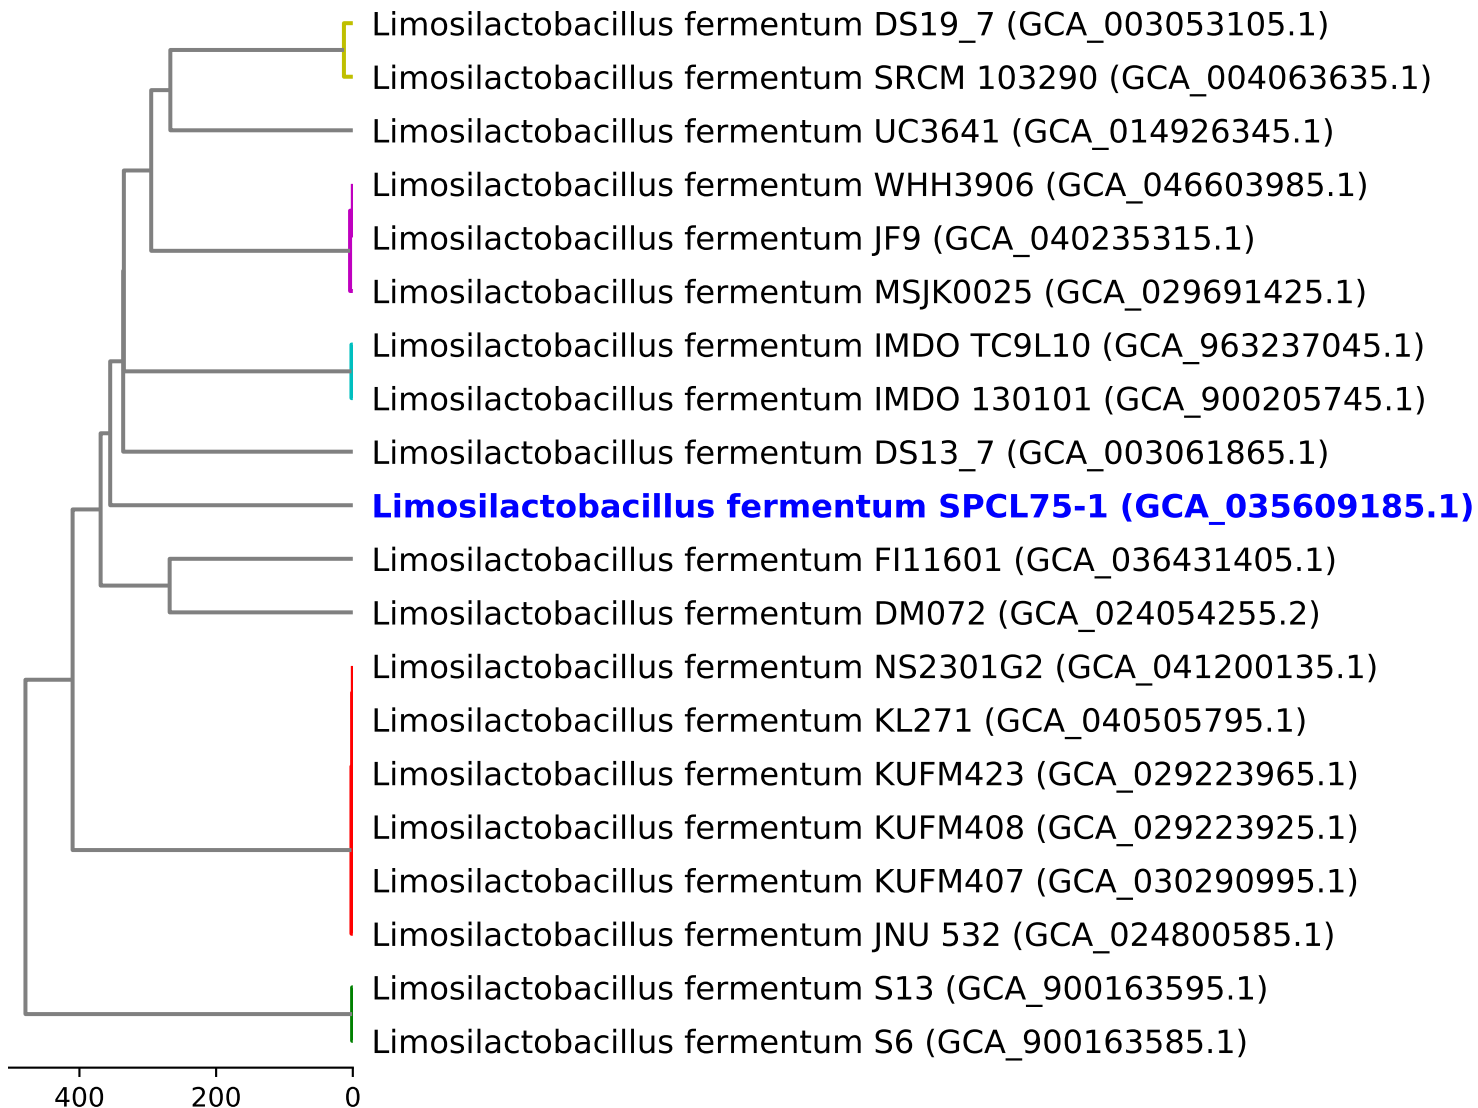 Limosilactobacillus fermentum DS19_7 (GCA_003053105.1)
Limosilactobacillus fermentum SRCM 103290 (GCA_004063635.1)
Limosilactobacillus fermentum UC3641 (GCA_014926345.1)
Limosilactobacillus fermentum WHH3906 (GCA_046603985.1)
Limosilactobacillus fermentum JF9 (GCA_040235315.1)
Limosilactobacillus fermentum MSJK0025 (GCA_029691425.1)
Limosilactobacillus fermentum IMDO TC9L10 (GCA_963237045.1)
Limosilactobacillus fermentum IMDO 130101 (GCA_900205745.1)
Limosilactobacillus fermentum DS13_7 (GCA_003061865.1)
Limosilactobacillus fermentum SPCL75-1 (GCA_035609185.1)
Limosilactobacillus fermentum FI11601 (GCA_036431405.1)
Limosilactobacillus fermentum DM072 (GCA_024054255.2)
Limosilactobacillus fermentum NS2301G2 (GCA_041200135.1)
Limosilactobacillus fermentum KL271 (GCA_040505795.1)
Limosilactobacillus fermentum KUFM423 (GCA_029223965.1)
Limosilactobacillus fermentum KUFM408 (GCA_029223925.1)
Limosilactobacillus fermentum KUFM407 (GCA_030290995.1)
Limosilactobacillus fermentum JNU 532 (GCA_024800585.1)
Limosilactobacillus fermentum S13 (GCA_900163595.1)
Limosilactobacillus fermentum S6 (GCA_900163585.1)
400 200 0